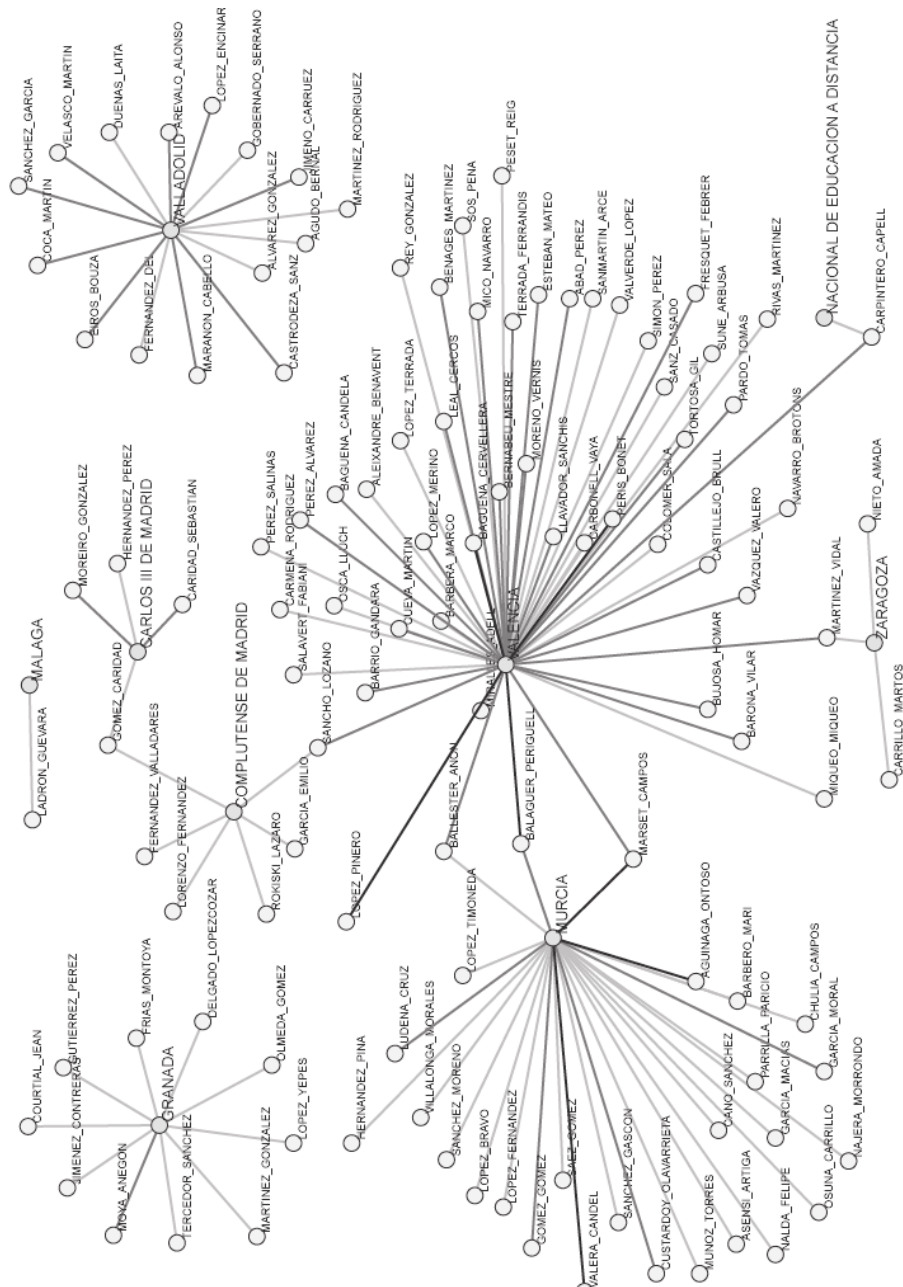 COURTIAL_JEAN
JIMENEZ_CONTRERAS
GUTIERREZ_PEREZ
FRIAS_MONTOYA
MOYA_ANEGON
GRANADA
DELGADO_LOPEZCOZAR
TERCEDOR_SANCHEZ
OLMEDA_GOMEZ
MARTINEZ_GONZALEZ
LOPEZ_YEPES
LADRON_GUEVARA
MALAGA
GOMEZ_CARIDAD
MOREIRO_GONZALEZ
HERNANDEZ_PEREZ
CARLOS III DE MADRID
CARIDAD_SEBASTIAN
FERNANDEZ_VALLADARES
LORENZO_FERNANDEZ
COMPLUTENSE DE MADRID
ROKISKI_LAZARO
GARCIA_EMILIO
SANCHO_LOZANO
COCA_MARTIN
SANCHEZ_GARCIA
VELASCO_MARTIN
DUENAS_LAITA
EIROS_BOUZA
FERNANDEZ_DEL
VALLADOLID
AREVALO_ALONSO
LOPEZ_ENCINAR
MARANON_CABELLO
GOBERNADO_SERRANO
ALVAREZ_GONZALEZ
JIMENO_CARRUEZ
AGUDO_BERNAL
CASTRODEZA_SANZ
MARTINEZ_RODRIGUEZ
PEREZ_SALINAS
CARMENA_RODRIGUEZ
PEREZ_ALVAREZ
SALAVERT_FABIANI
OSCA_LLUCH
BAGUENA_CANDELA
ALEIXANDRE_BENAVENT
BARRIO_GANDARA
CUEVA_MARTIN
LOPEZ_TERRADA
LOPEZ_MERINO
BARBERA_MARCO
REY_GONZALEZ
LEAL_CERCOS
BENAGES_MARTINEZ
BAGUENA_CERVELLERA
SOS_PENA
MICO_NAVARRO
PESET_REIG
VALENCIA
BERNABEU_MESTRE
TERRADA_FERRANDIS
MORENO_VERNIS
ESTEBAN_MATEO
LLAVADOR_SANCHIS
ABAD_PEREZ
CARBONELL_VAYA
SANMARTIN_ARCE
PERIS_BONET
VALVERDE_LOPEZ
SIMON_PEREZ
COLOMER_SALA
SANZ_CASADO
TORTOSA_GIL
FRESQUET_FEBRER
SUNE_ARBUSA
CASTILLEJO_BRULL
PARDO_TOMAS
RIVAS_MARTINEZ
VAZQUEZ_VALERO
NAVARRO_BROTONS
NACIONAL DE EDUCACION A DISTANCIA
CARPINTERO_CAPELL
BUJOSA_HOMAR
BARONA_VILAR
MIQUEO_MIQUEO
MARTINEZ_VIDAL
ZARAGOZA
NIETO_AMADA
CARRILLO_MARTOS
LOPEZ_PINERO
BALLESTER_ANON
BALAGUER_PERIGUELL
MARSET_CAMPOS
MURCIA
LOPEZ_TIMONEDA
LUDENA_CRUZ
HERNANDEZ_PINA
VILLALONGA_MORALES
SANCHEZ_MORENO
LOPEZ_BRAVO
LOPEZ_FERNANDEZ
GOMEZ_GOMEZ
SAEZ_GOMEZ
VALERA_CANDEL
SANCHEZ_GASCON
CUSTARDOY_OLAVARRIETA
MUNOZ_TORRES
ASENSI_ARTIGA
NALDA_FELIPE
OSUNA_CARRILLO
NAJERA_MORRONDO
CANO_SANCHEZ
GARCIA_MACIAS
PARRILLA_PARICIO
GARCIA_MORAL
AGUINAGA_ONTOSO
BARBERO_MARI
CHULIA_CAMPOS